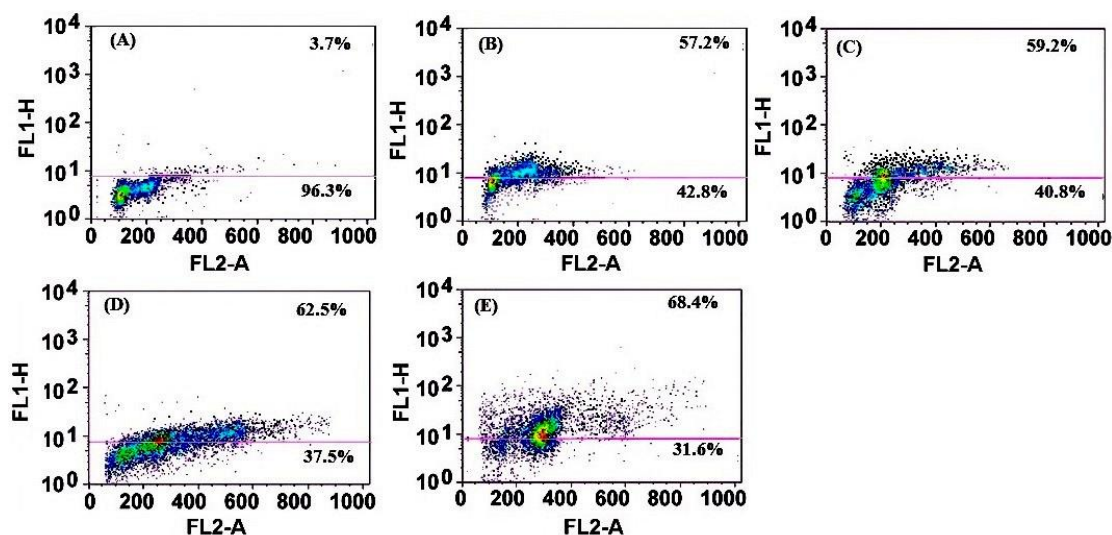 (A) 3.7%
10⁴
10³
10²
10¹
10⁰
FL1-H
96.3%
0 200 400 600 800 1000
FL2-A
(B) 57.2%
10⁴
10³
10²
10¹
10⁰
FL1-H
42.8%
0 200 400 600 800 1000
FL2-A
(C) 59.2%
10⁴
10³
10²
10¹
10⁰
FL1-H
40.8%
0 200 400 600 800 1000
FL2-A
(D) 62.5%
10⁴
10³
10²
10¹
10⁰
FL1-H
37.5%
0 200 400 600 800 1000
FL2-A
(E) 68.4%
10⁴
10³
10²
10¹
10⁰
FL1-H
31.6%
0 200 400 600 800 1000
FL2-A